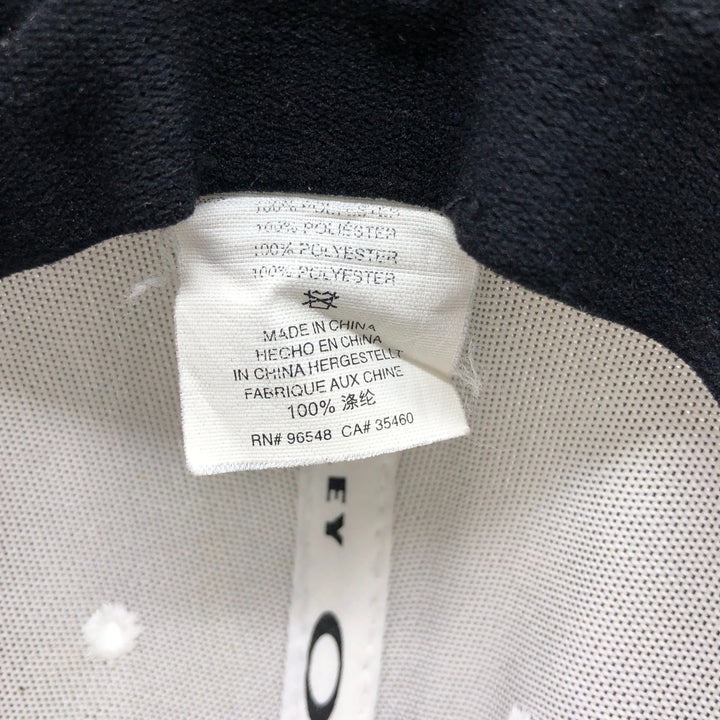 100% POLYESTER
100% POLIÉSTER
100% POLYESTER
100% POLYESTER
MADE IN CHINA
HECHO EN CHINA
IN CHINA HERGESTELLT
FABRIQUE AUX CHINE
100% 涤纶
RN# 96548 CA# 35460
EY
O